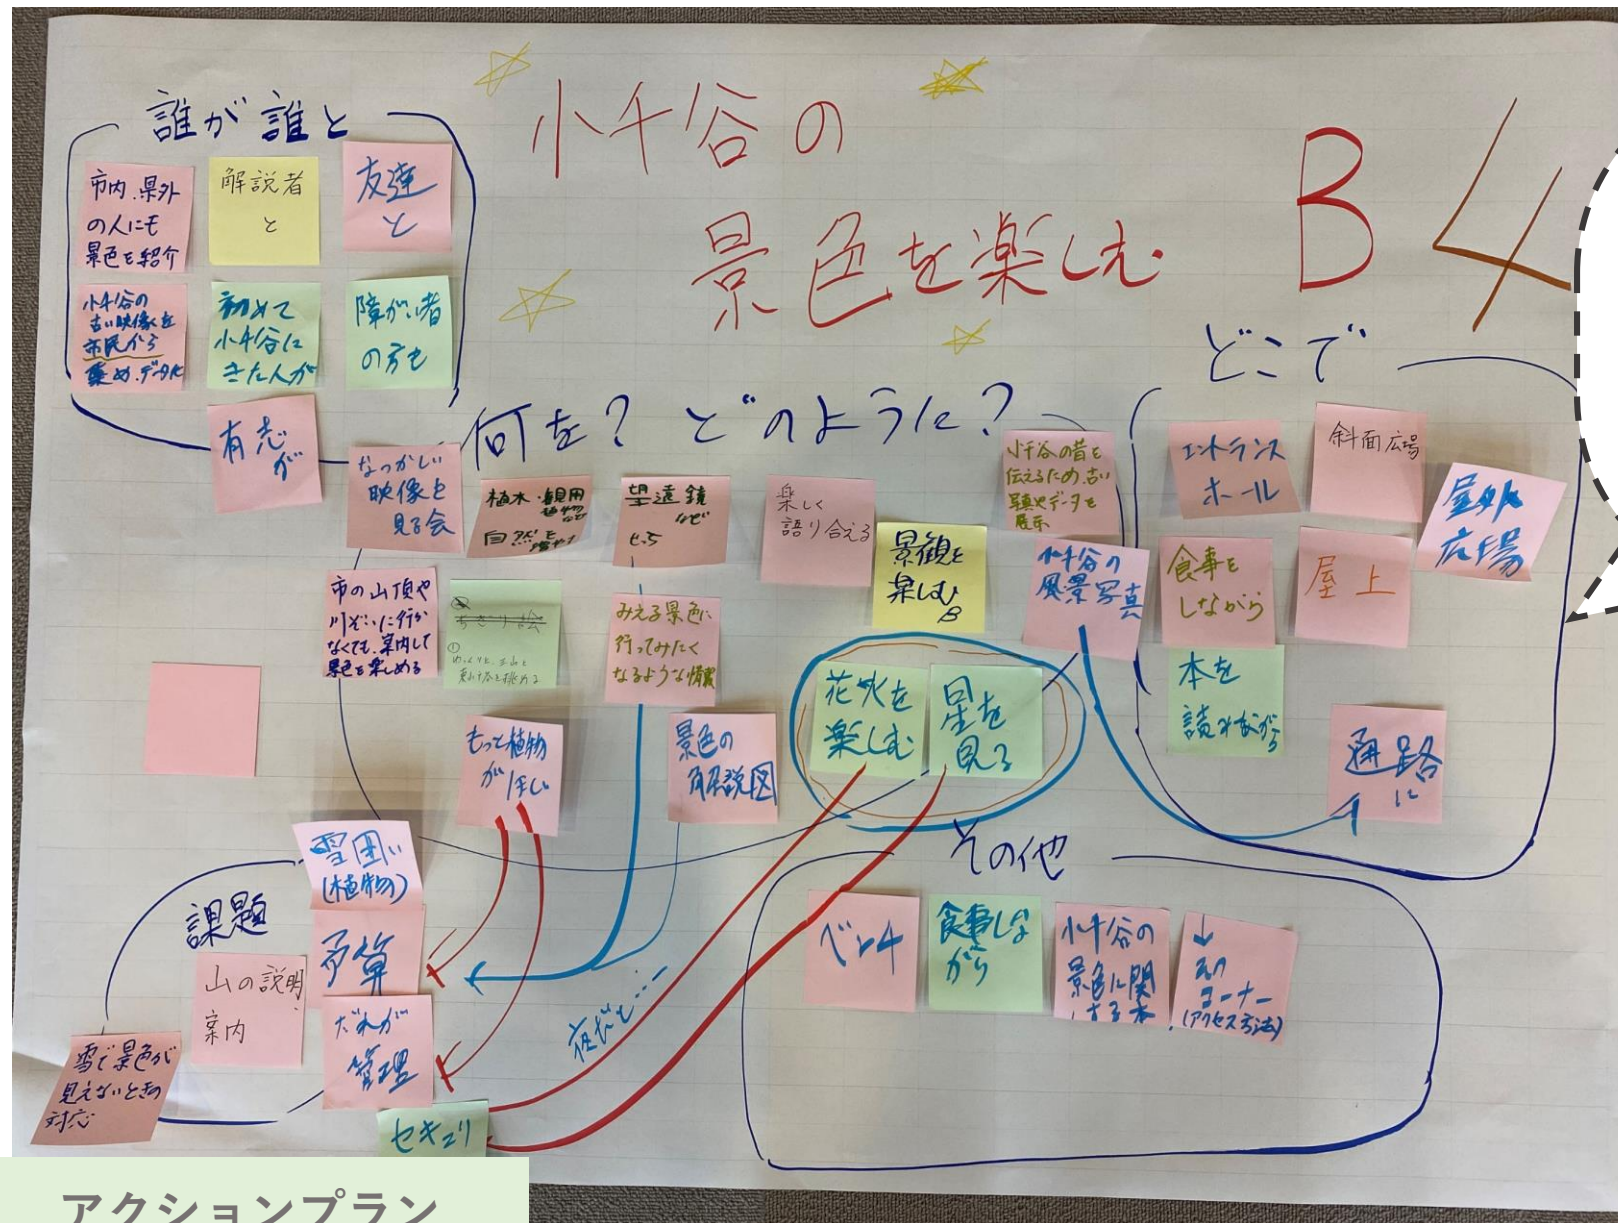 小千谷の
景色を楽しむ
B 4
誰が誰と
市内.県外
の人にも
景色を紹介
解説者
と
友達
と
小千谷の
古い映像を
市民から
集め.データ化
初めて
小千谷に
きた人が
障がい者
の方も
有志
が
何を? どのように?
なつかしい
映像を
見る会
植木・観用
植物など
自然を
増やす
望遠鏡
など
楽しく
語り合える
景観を
楽しむ
小千谷の昔を
伝えるため、古い
写真やデータを
展示
小千谷の
風景写真
市の山頂や
川ぞいに行か
なくても、案内して
景色を楽しめる
①
みえる景色に
行ってみたく
なるような情報
もっと植物
がほしい
景色の
解説図
花火を
楽しむ
星を
見る
どこで
エントランス
ホール
斜面広場
屋外
広場
食事を
しながら
屋上
本を
読みながら
通路
に
課題
雪囲い
(植物)
予算
山の説明
案内
だれが
管理
雪で景色が
見えないときの
対応
セキュリ
夜だと…
その他
ベンチ
食事しな
がら
小千谷の
景色に関
する本
↓
コーナー
(アクセス方法)
アクションプラン